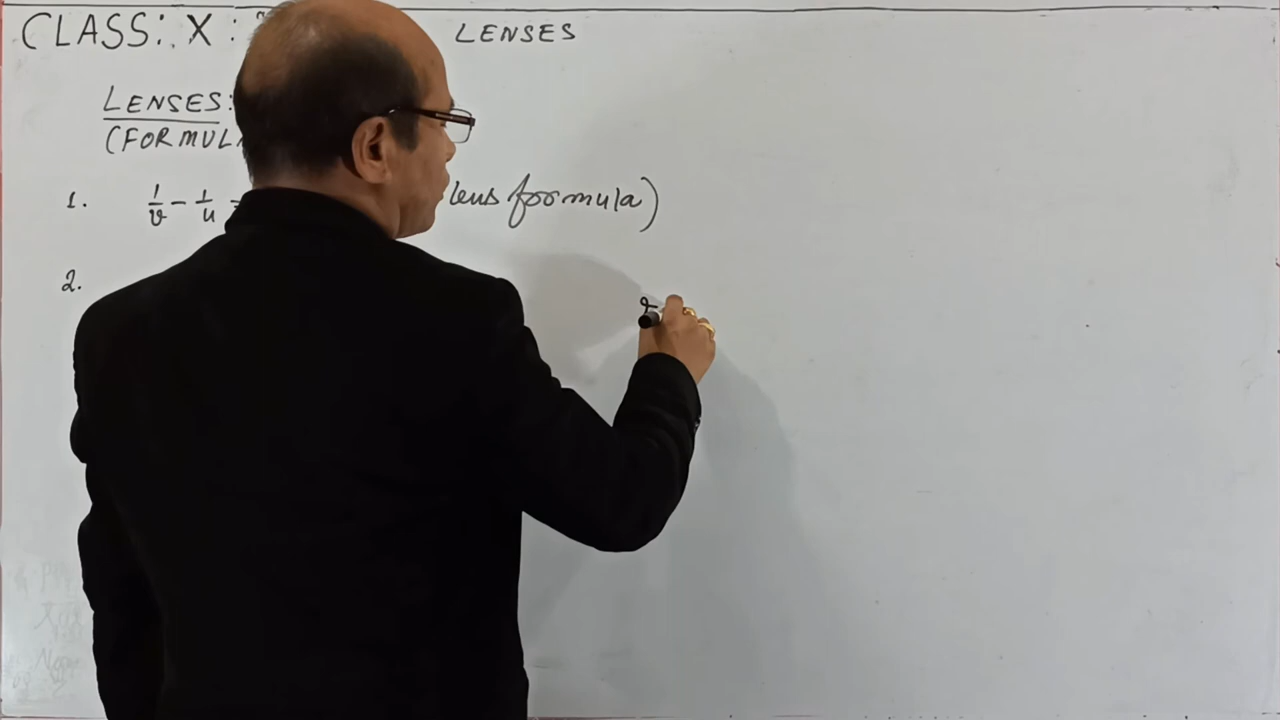 CLASS: X : LENSES
LENSES:
(FORMUL
1. 1/v - 1/u = lens formula)
2.